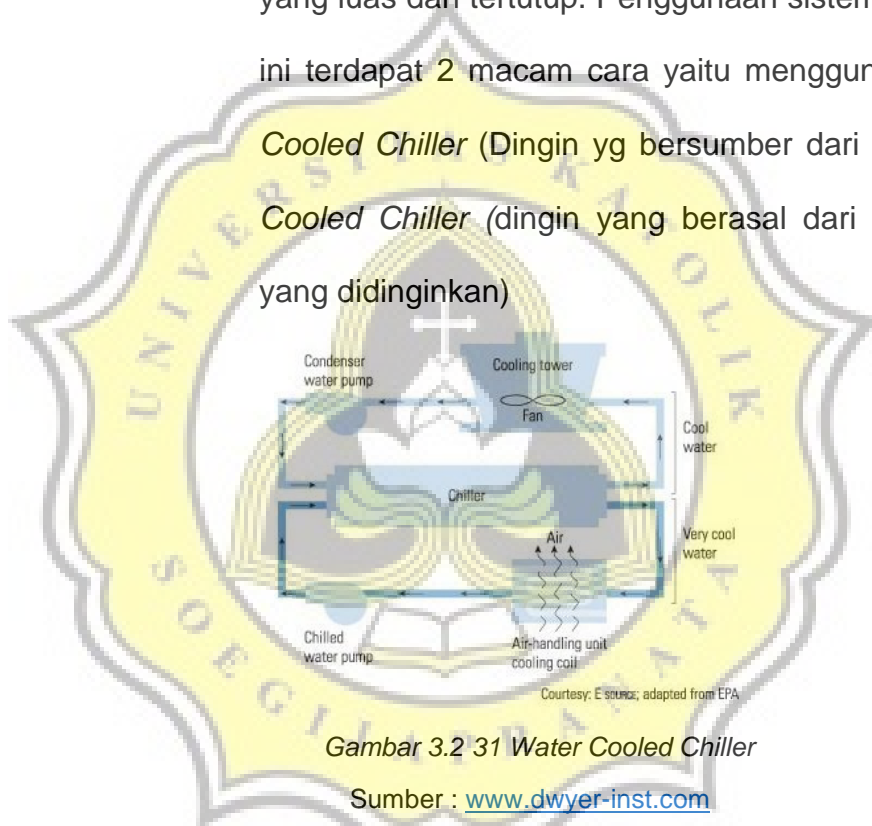 yang luas dan tertutup. Penggunaan sistem
ini terdapat 2 macam cara yaitu menggun
Cooled Chiller (Dingin yg bersumber dari
Cooled Chiller (dingin yang berasal dari
yang didinginkan)
Condenser
water pump
Cooling tower
Fan
Cool
water
Chiller
Very cool
water
Air
Chilled
water pump
Air-handling unit
cooling coil
Courtesy: E SOURCE; adapted from EPA
Gambar 3.2 31 Water Cooled Chiller
Sumber : www.dwyer-inst.com
UNIVERSITAS KATOLIK
SOEGIJAPRANATA